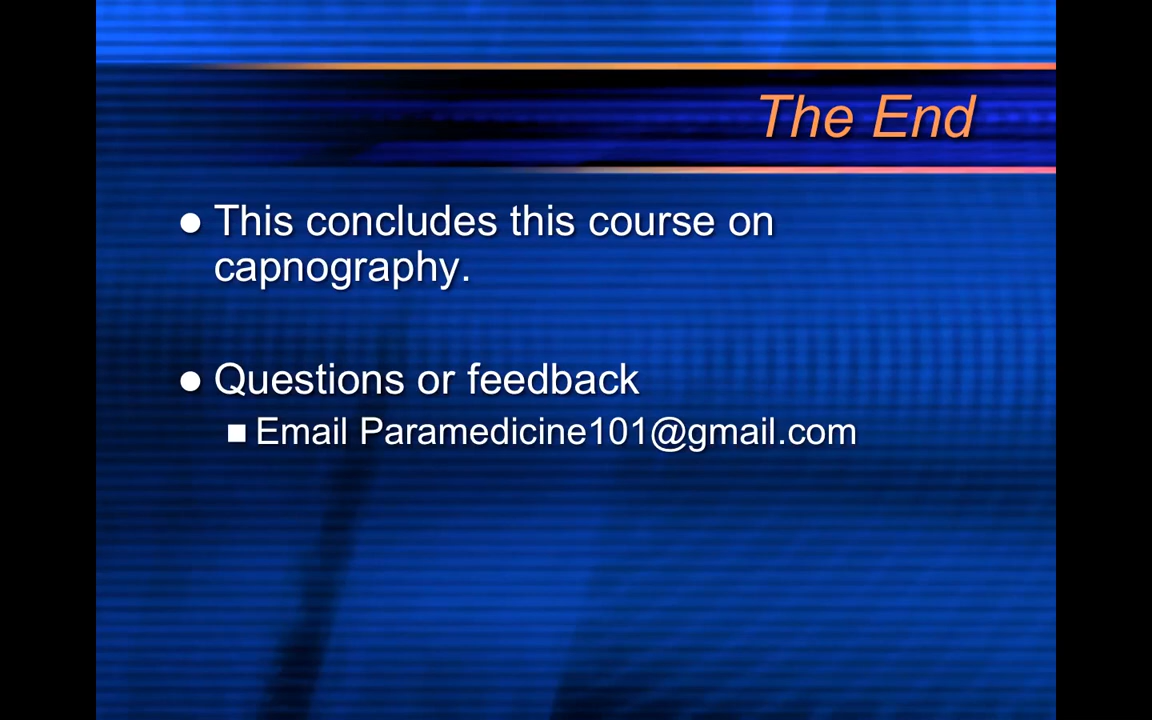 The End
This concludes this course on
capnography.
Questions or feedback
Email Paramedicine101@gmail.com